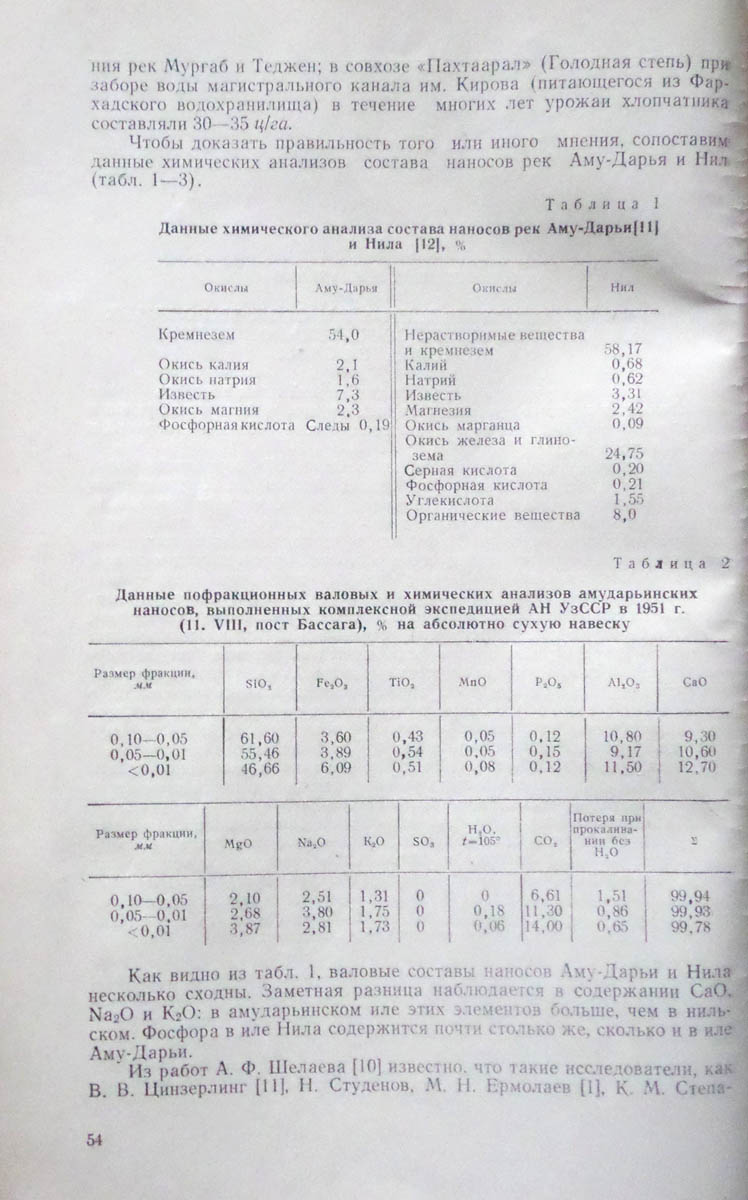 ния рек Мургаб и Теджен; в совхозе «Пахтаарал» (Голодная степь) при
заборе воды магистрального канала им. Кирова (питающегося из Фар-
хадского водохранилища) в течение многих лет урожаи хлопчатника
составляли 30—35 ц/га.
Чтобы доказать правильность того или иного мнения, сопоставим
данные химических анализов состава наносов рек Аму-Дарья и Нил
(табл. 1—3).
Таблица 1
Данные химического анализа состава наносов рек Аму-Дарьи[11]
и Нила [12], %
Окислы Аму-Дарья Окислы Нил
Кремнезем 54,0 Нерастворимые вещества
и кремнезем 58,17
Окись калия 2,1 Калий 0,68
Окись натрия 1,6 Натрий 0,62
Известь 7,3 Известь 3,31
Окись магния 2,3 Магнезия 2,42
Фосфорная кислота Следы 0,19 Окись марганца 0,09
Окись железа и глино-
зема 24,75
Серная кислота 0,20
Фосфорная кислота 0,21
Углекислота 1,55
Органические вещества 8,0
Таблица 2
Данные пофракционных валовых и химических анализов амударьинских
наносов, выполненных комплексной экспедицией АН УзССР в 1951 г.
(11. VIII, пост Бассага), % на абсолютно сухую навеску
Размер фракции, мм SiO₂ Fe₂O₃ TiO₂ MnO P₂O₅ Al₂O₃ CaO
0,10—0,05 61,60 3,60 0,43 0,05 0,12 10,80 9,30
0,05—0,01 55,46 3,89 0,54 0,05 0,15 9,17 10,60
<0,01 46,66 6,09 0,51 0,08 0,12 11,50 12,70
Размер фракции, мм MgO Na₂O K₂O SO₃ H₂O, t=105° CO₂ Потеря при прокалива-нии без H₂O Σ
0,10—0,05 2,10 2,51 1,31 0 0 6,61 1,51 99,94
0,05—0,01 2,68 3,80 1,75 0 0,18 11,30 0,86 99,93
<0,01 3,87 2,81 1,73 0 0,06 14,00 0,65 99,78
Как видно из табл. 1, валовые составы наносов Аму-Дарьи и Нила
несколько сходны. Заметная разница наблюдается в содержании CaO,
Na₂O и K₂O: в амударьинском иле этих элементов больше, чем в ниль-
ском. Фосфора в иле Нила содержится почти столько же, сколько и в иле
Аму-Дарьи.
Из работ А. Ф. Шелаева [10] известно, что такие исследователи, как
В. В. Цинзерлинг [11], Н. Студенов, М. Н. Ермолаев [1], К. М. Степа-
54